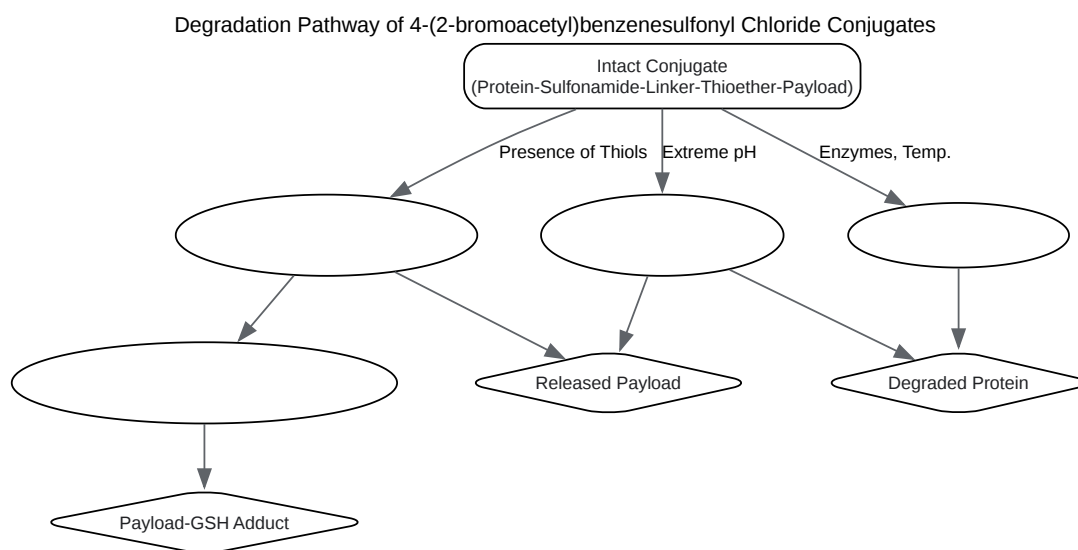 Degradation Pathway of 4-(2-bromoacetyl)benzenesulfonyl Chloride Conjugates
Intact Conjugate
(Protein-Sulfonamide-Linker-Thioether-Payload)
Presence of Thiols
Extreme pH
Enzymes, Temp.
Released Payload
Degraded Protein
Payload-GSH Adduct